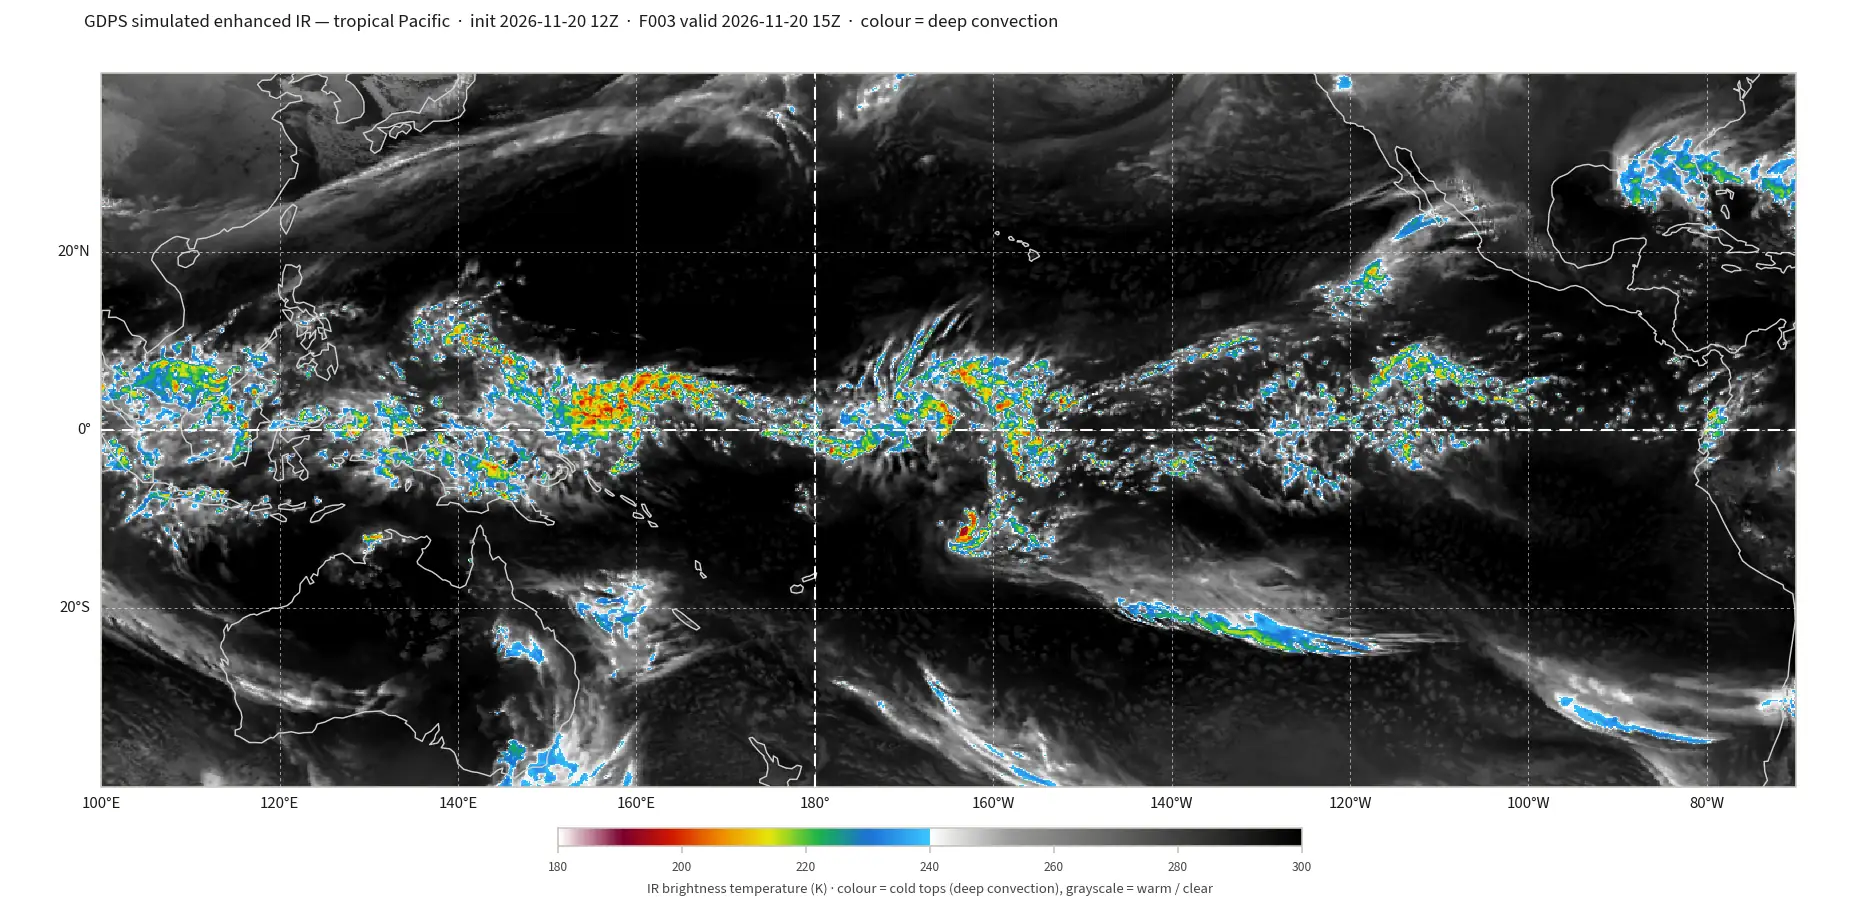 GDPS simulated enhanced IR — tropical Pacific · init 2026-11-20 12Z · F003 valid 2026-11-20 15Z · colour = deep convection
20°N
0°
20°S
100°E 120°E 140°E 160°E 180° 160°W 140°W 120°W 100°W 80°W
180 200 220 240 260 280 300
IR brightness temperature (K) · colour = cold tops (deep convection), grayscale = warm / clear